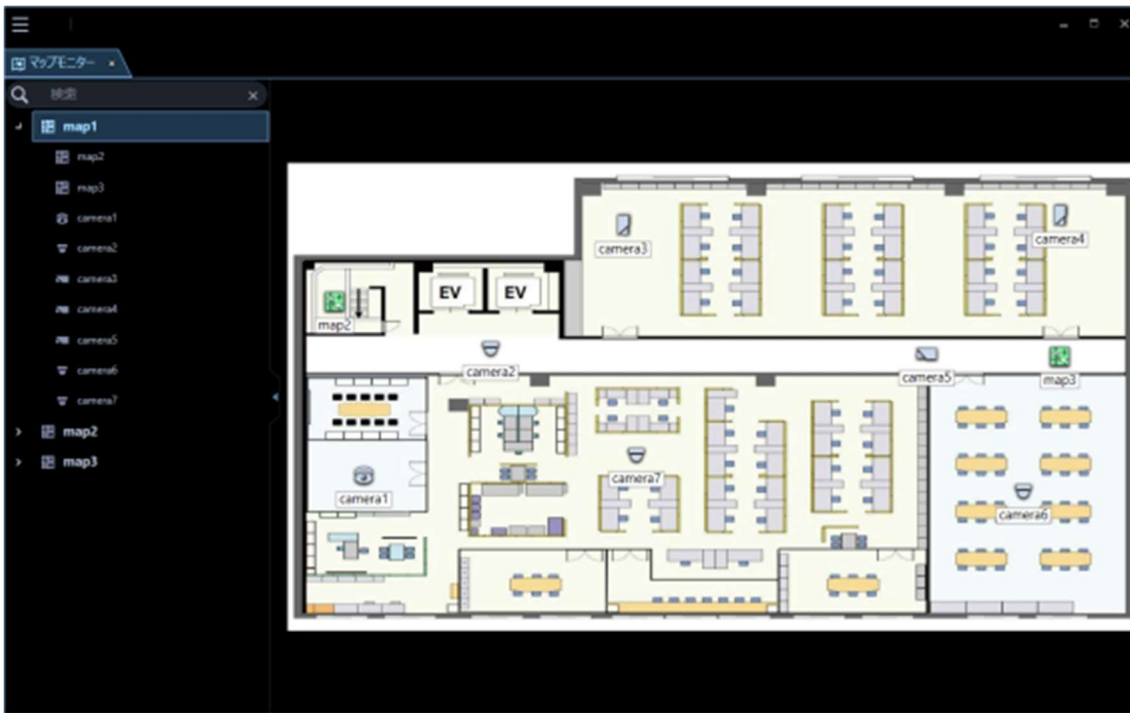 マップモニター
検索
map1
map2
map3
camera1
camera2
camera3
camera4
camera5
camera6
camera7
map2
map3
camera3
camera4
EV EV
map2
camera2
camera5
map3
camera7
camera1
camera6